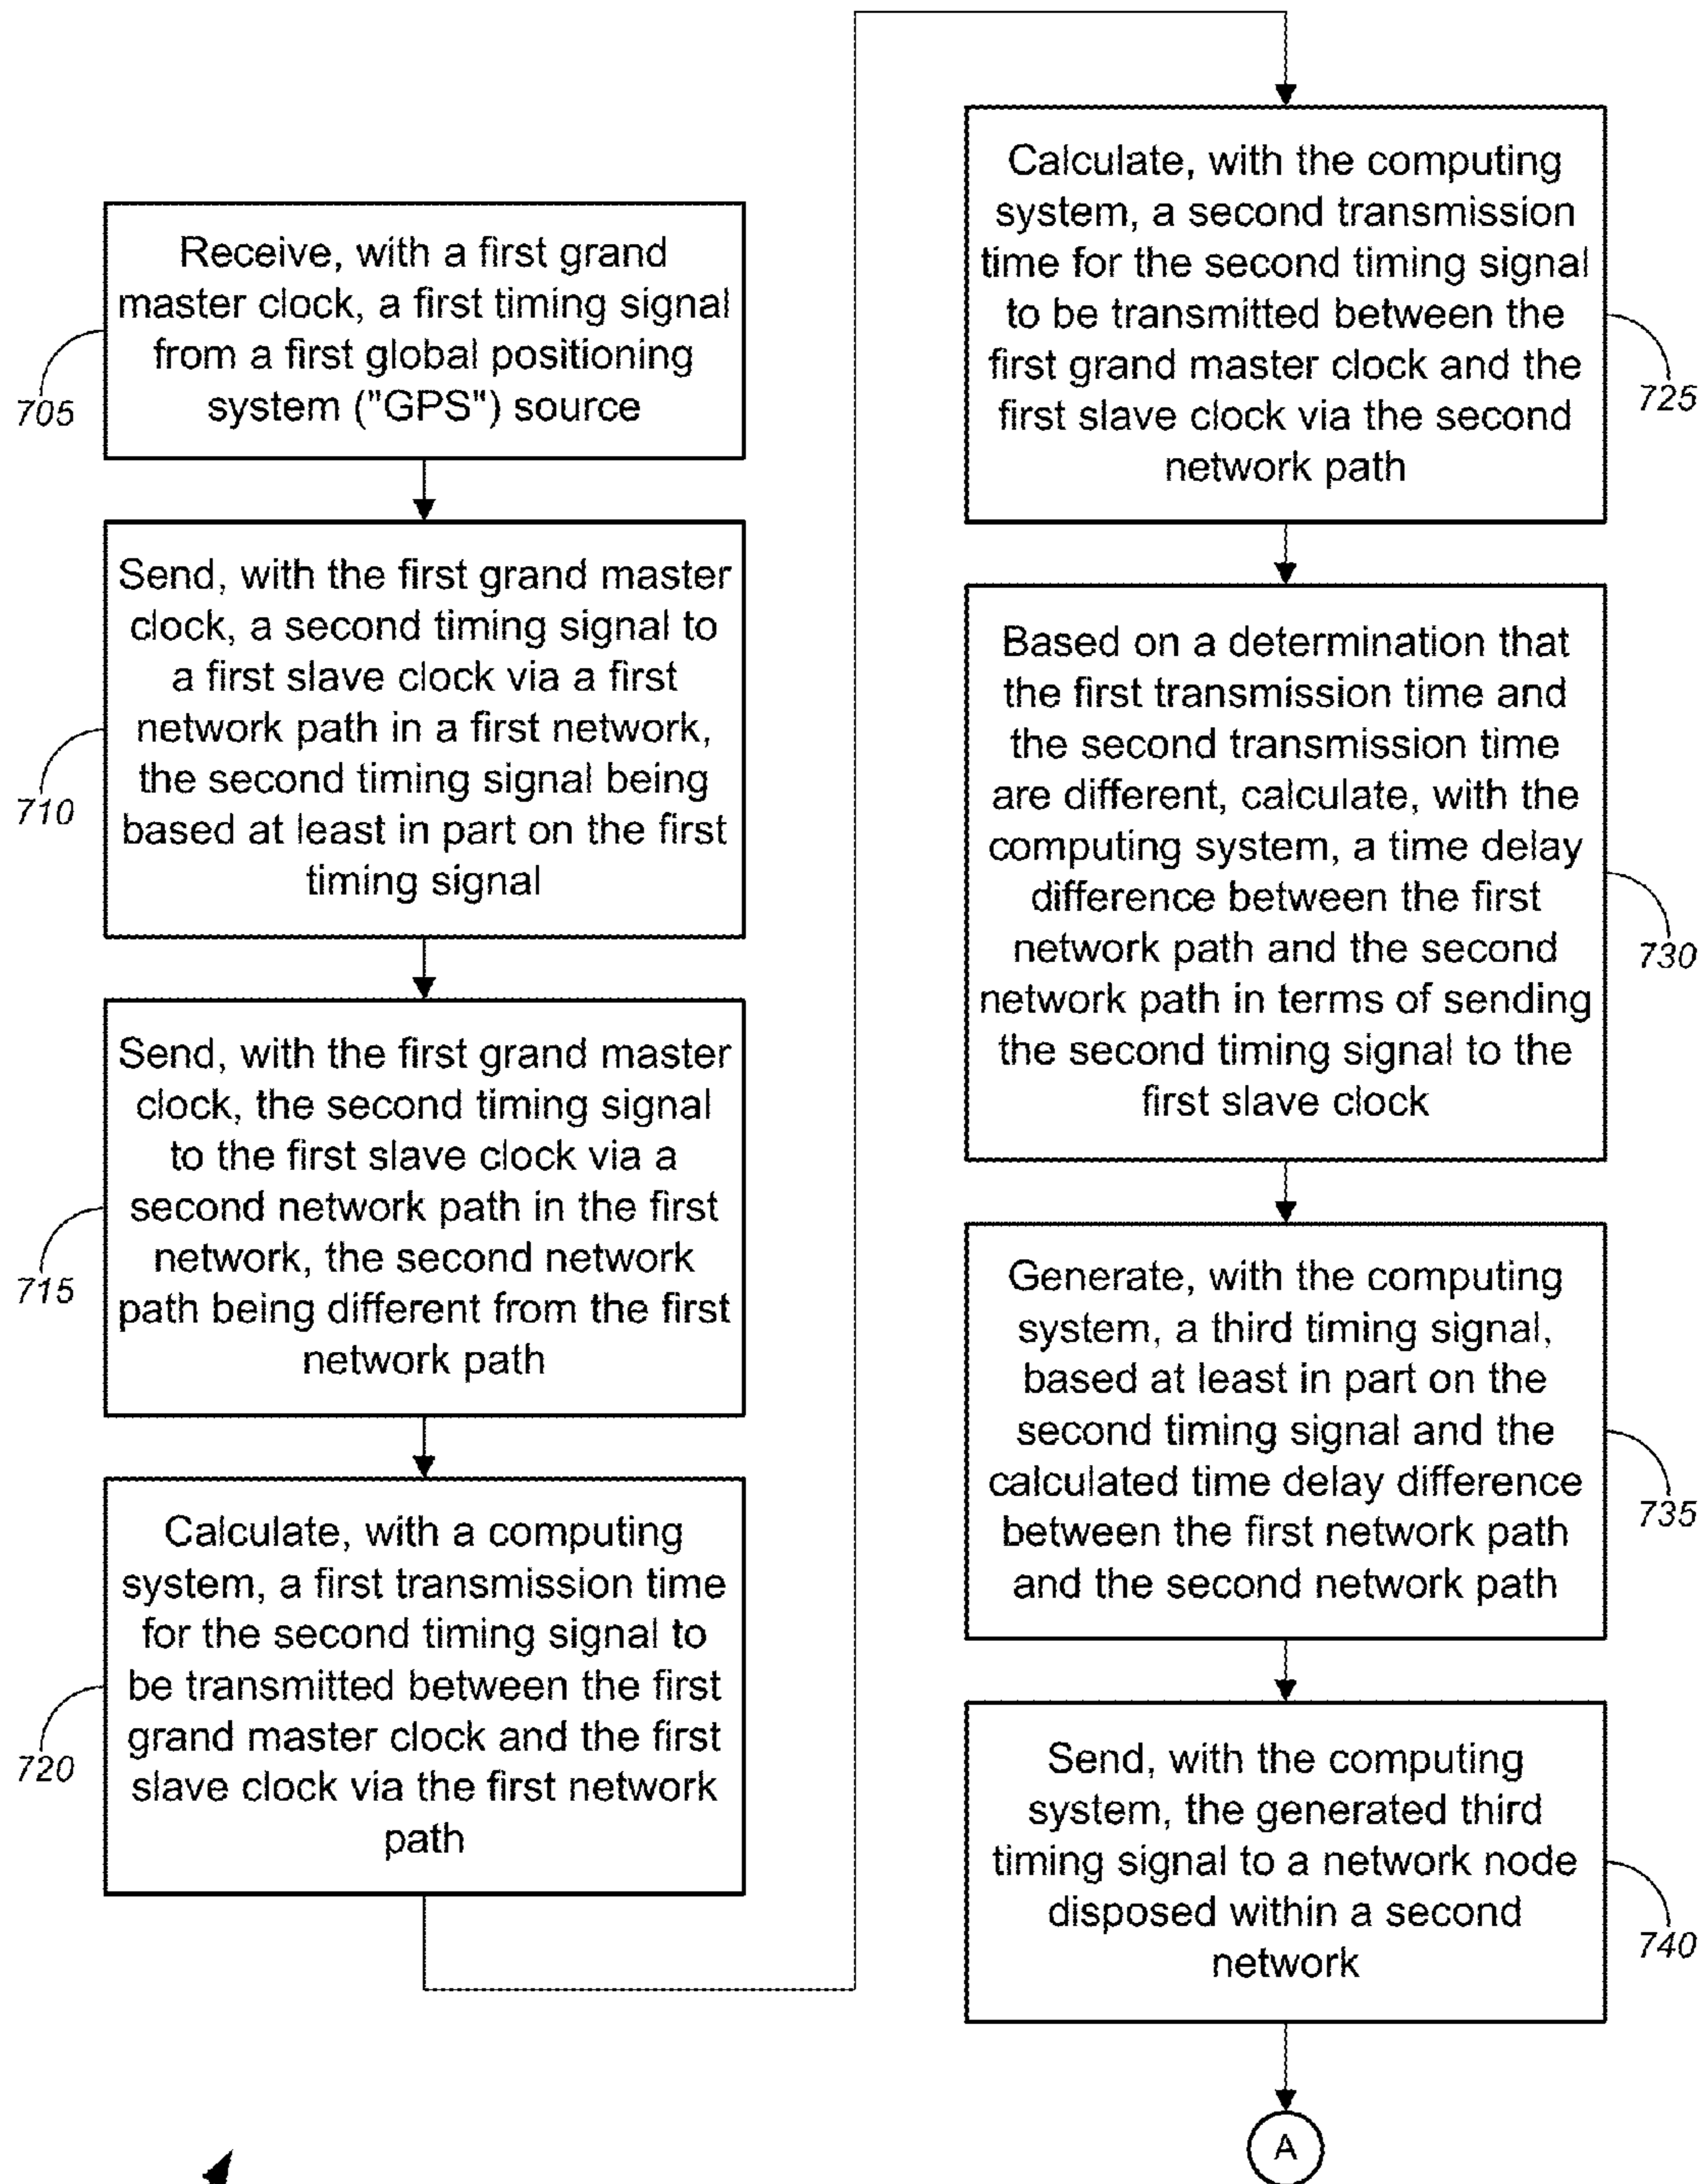 Receive, with a first grand
master clock, a first timing signal
from a first global positioning
system ("GPS") source
705
Send, with the first grand master
clock, a second timing signal to
a first slave clock via a first
network path in a first network,
the second timing signal being
based at least in part on the first
timing signal
710
Send, with the first grand master
clock, the second timing signal
to the first slave clock via a
second network path in the first
network, the second network
path being different from the first
network path
715
Calculate, with a computing
system, a first transmission time
for the second timing signal to
be transmitted between the first
grand master clock and the first
slave clock via the first network
path
720
Calculate, with the computing
system, a second transmission
time for the second timing signal
to be transmitted between the
first grand master clock and the
first slave clock via the second
network path
725
Based on a determination that
the first transmission time and
the second transmission time
are different, calculate, with the
computing system, a time delay
difference between the first
network path and the second
network path in terms of sending
the second timing signal to the
first slave clock
730
Generate, with the computing
system, a third timing signal,
based at least in part on the
second timing signal and the
calculated time delay difference
between the first network path
and the second network path
735
Send, with the computing
system, the generated third
timing signal to a network node
disposed within a second
network
740
A